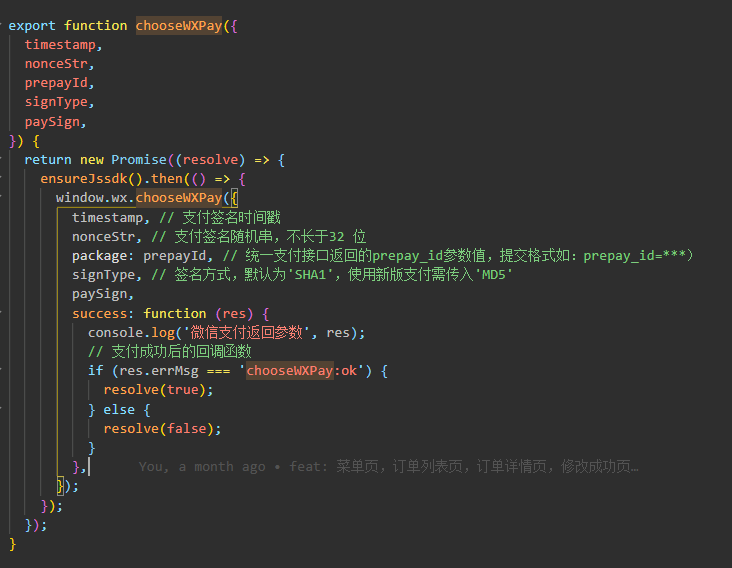 export function chooseWXPay({
timestamp,
nonceStr,
prepayId,
signType,
paySign,
}) {
return new Promise((resolve) => {
ensureJssdk().then(() => {
window.wx.chooseWXPay({
timestamp, // 支付签名时间戳
nonceStr, // 支付签名随机串，不长于32 位
package: prepayId, // 统一支付接口返回的prepay_id参数值，提交格式如：prepay_id=***）
signType, // 签名方式，默认为'SHA1'，使用新版支付需传入'MD5'
paySign,
success: function (res) {
console.log('微信支付返回参数', res);
// 支付成功后的回调函数
if (res.errMsg === 'chooseWXPay:ok') {
resolve(true);
} else {
resolve(false);
}
}, You, a month ago • feat: 菜单页，订单列表页，订单详情页，修改成功页…
});
});
});
}